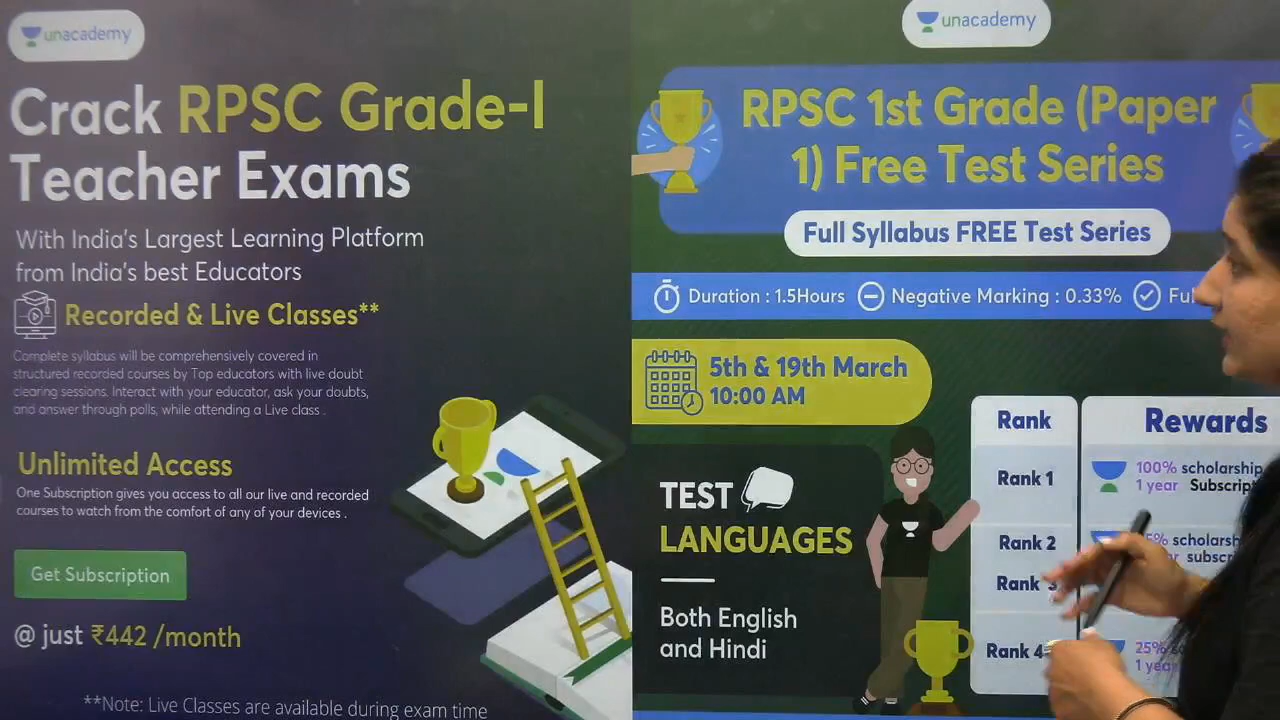 unacademy
Crack RPSC Grade-I
Teacher Exams
With India's Largest Learning Platform
from India's best Educators
Recorded & Live Classes**
Complete syllabus will be comprehensively covered in
structured recorded courses by Top educators with live doubt
clearing sessions. Interact with your educator, ask your doubts,
and answer through polls, while attending a Live class .
Unlimited Access
One Subscription gives you access to all our live and recorded
courses to watch from the comfort of any of your devices .
Get Subscription
@ just ₹442 /month
**Note: Live Classes are available during exam time
unacademy
RPSC 1st Grade (Paper
1) Free Test Series
Full Syllabus FREE Test Series
Duration : 1.5Hours
Negative Marking : 0.33%
5th & 19th March
10:00 AM
TEST
LANGUAGES
Both English
and Hindi
Rank
Rewards
Rank 1
100% scholarship
1 year
Rank 2
Rank
Rank 4
25%
1 year